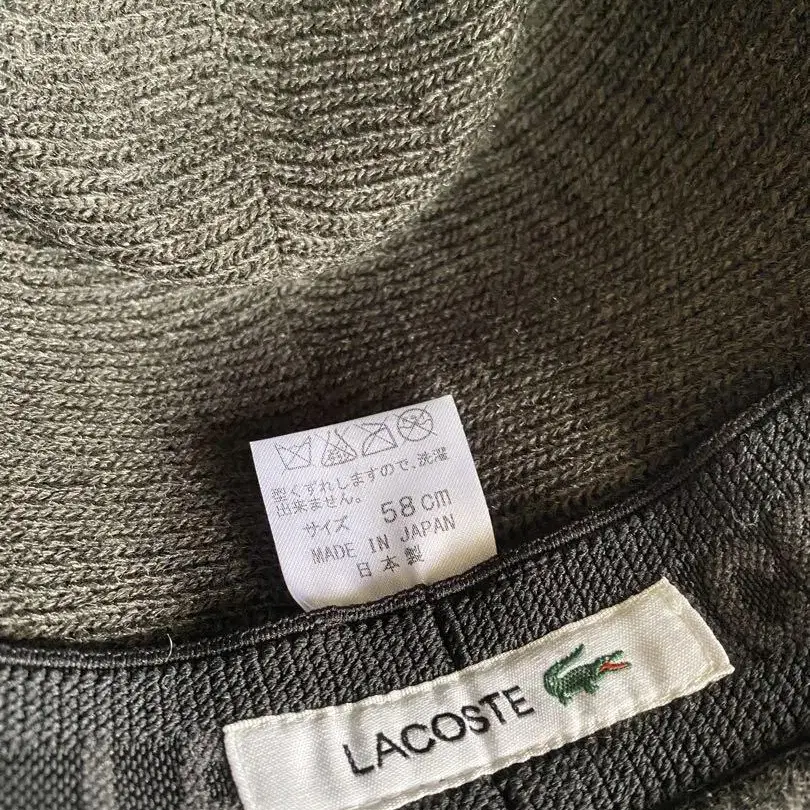 型くずれしますので、洗濯
出来ません。
サイズ 58cm
MADE IN JAPAN
日本製
LACOSTE